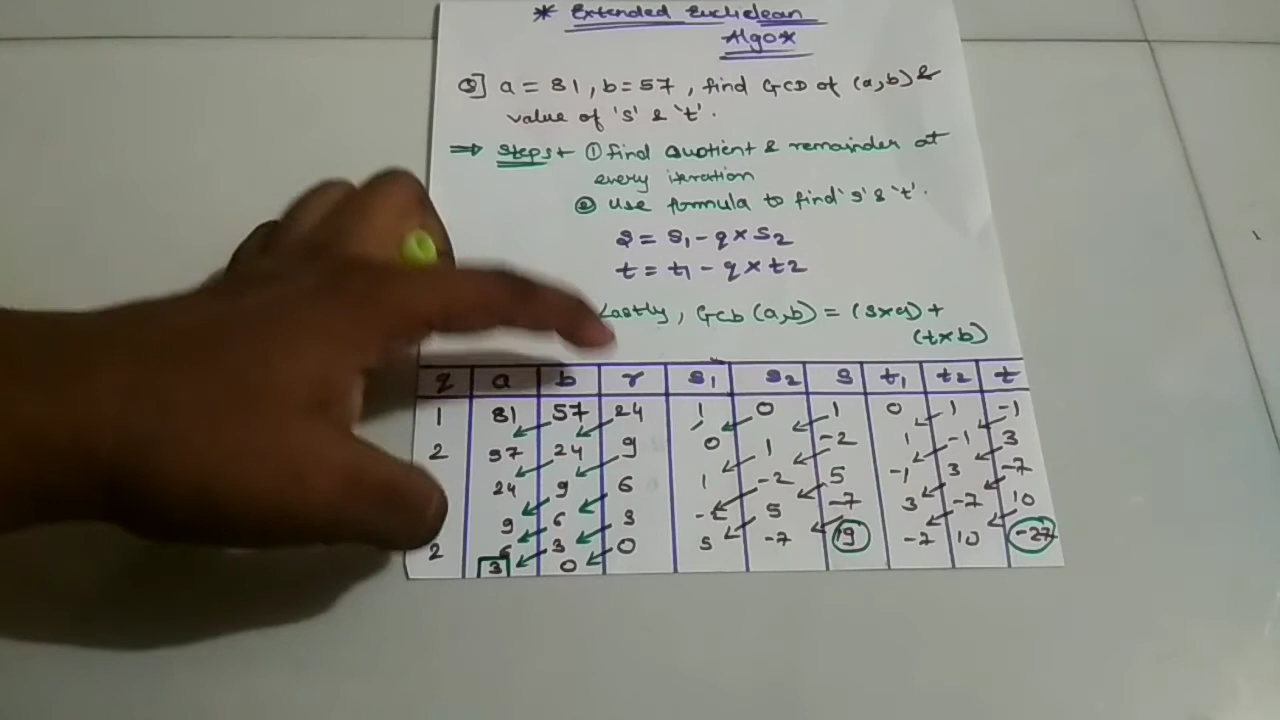 * Extended Euclidean
Algo*
Q] a = 81, b = 57, find GCD of (a,b) &
value of 's' & 't'.
⇒ Steps + ① find Quotient & remainder at
every iteration
② Use formula to find 's' & 't'.
S = S₁ - q × S₂
t = t₁ - q × t₂
Lastly, GCD (a,b) = (s×a) +
(t×b)
q a b r s₁ s₂ s t₁ t₂ t
1 81 57 24 1 0 1 0 1 -1
2 57 24 9 0 1 -2 1 -1 3
24 9 6 1 -2 5 -1 3 -7
9 6 3 5 -7 3 -7 10
2 6 3 0 5 -7 19 -7 10 -27
3 0